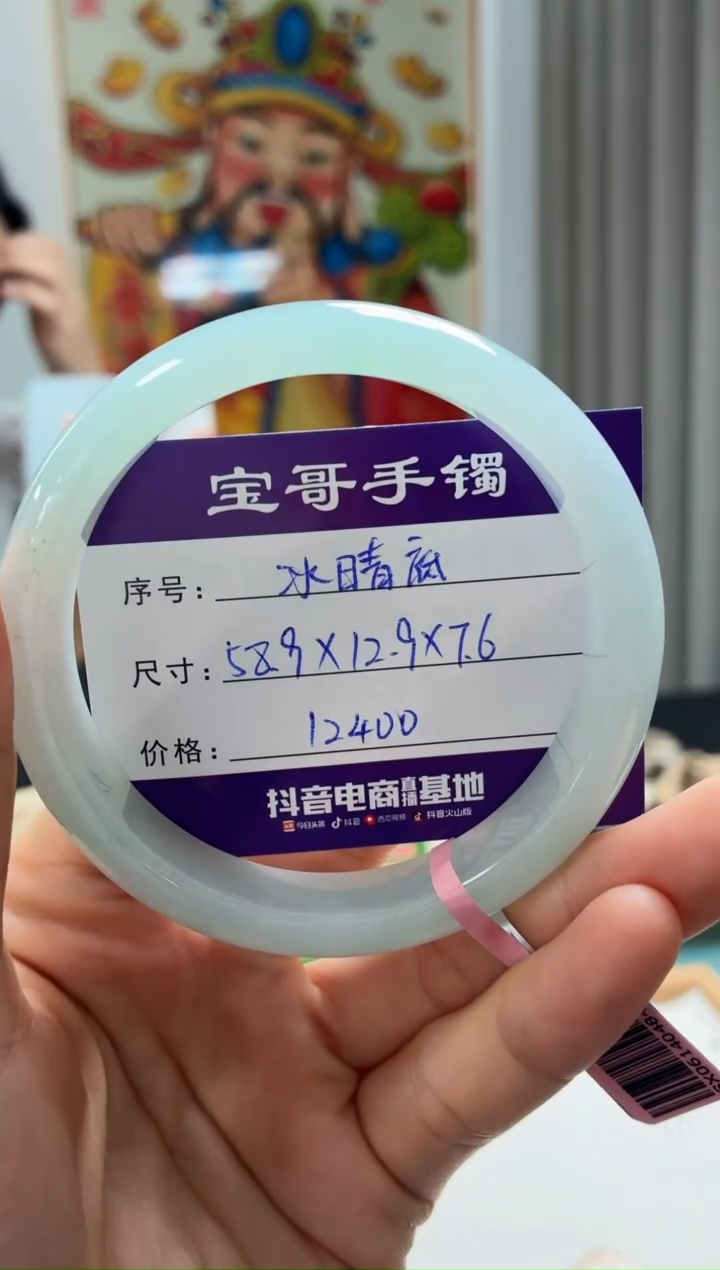 宝哥手镯
序号： 冰晴底
尺寸： 58.9×12.9×7.6
价格： 12400
抖音电商直播基地
今日头条 抖音 西瓜视频 抖音火山版